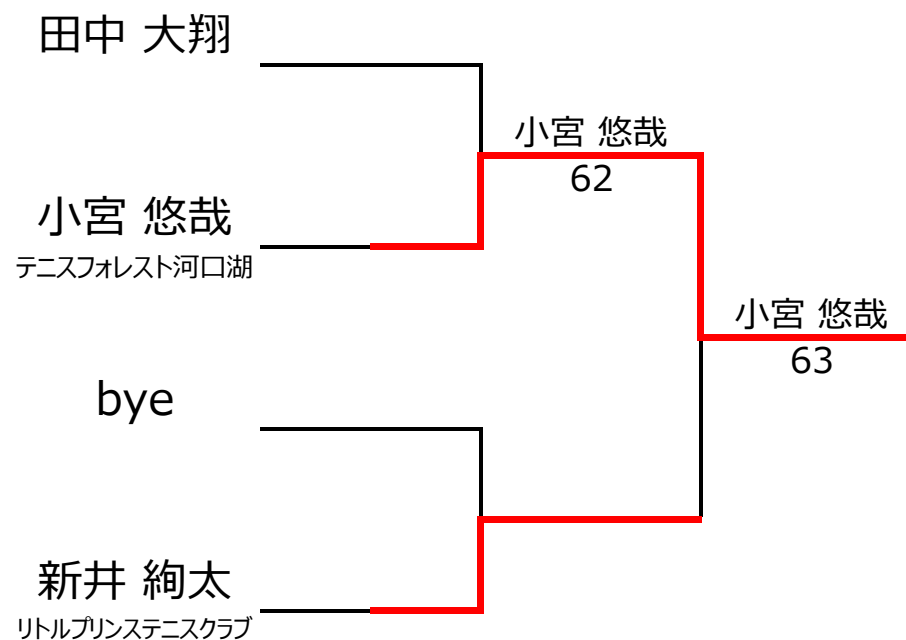 田中 大翔
小宮 悠哉
62
小宮 悠哉
テニスフォレスト河口湖
小宮 悠哉
63
bye
新井 絢太
リトルプリンステニスクラブ